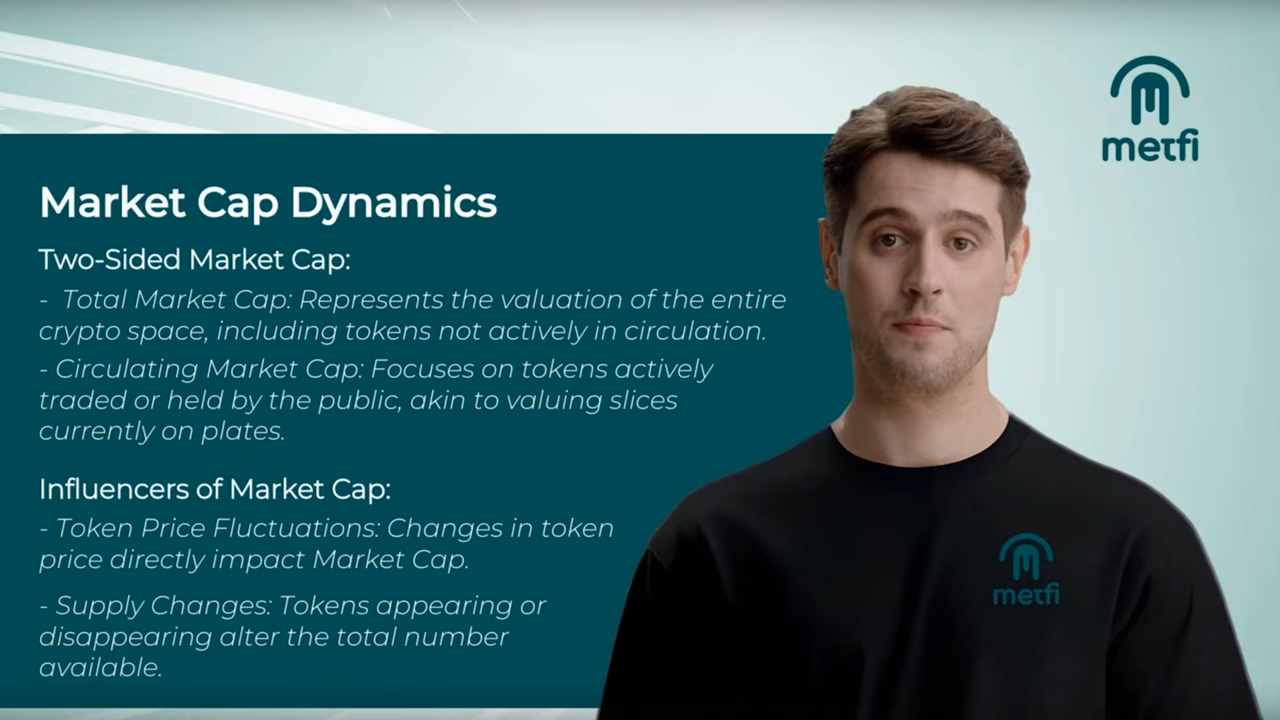 metfi
Market Cap Dynamics
Two-Sided Market Cap:
- Total Market Cap: Represents the valuation of the entire
crypto space, including tokens not actively in circulation.
- Circulating Market Cap: Focuses on tokens actively
traded or held by the public, akin to valuing slices
currently on plates.
Influencers of Market Cap:
- Token Price Fluctuations: Changes in token
price directly impact Market Cap.
- Supply Changes: Tokens appearing or
disappearing alter the total number
available.
metfi